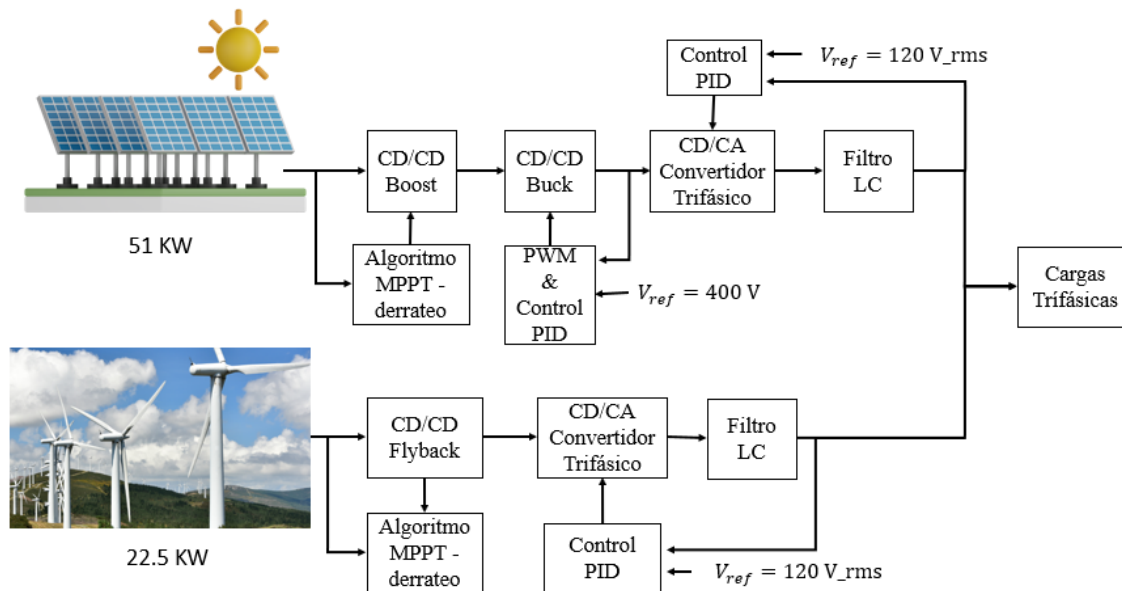 Control
PID
V_ref = 120 V_rms
CD/CD
Boost
CD/CD
Buck
CD/CA
Convertidor
Trifásico
Filtro
LC
51 KW
Algoritmo
MPPT -
derrateo
PWM
&
Control
PID
V_ref = 400 V
Cargas
Trífásicas
CD/CD
Flyback
CD/CA
Convertidor
Trifásico
Filtro
LC
Algoritmo
MPPT -
derrateo
Control
PID
V_ref = 120 V_rms
22.5 KW